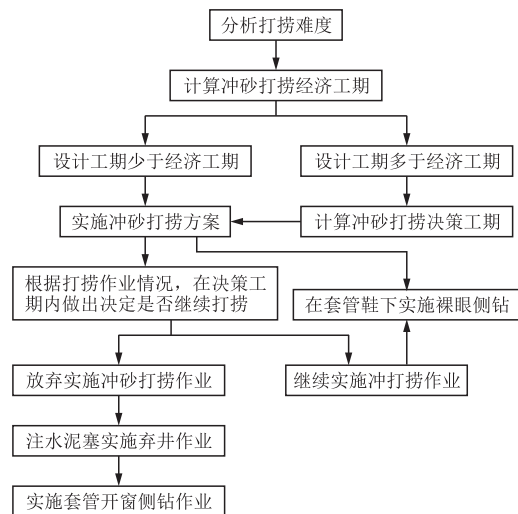 分析打捞难度
计算冲砂打捞经济工期
设计工期少于经济工期
设计工期多于经济工期
实施冲砂打捞方案
计算冲砂打捞决策工期
根据打捞作业情况，在决策工
期内做出决定是否继续打捞
在套管鞋下实施裸眼侧钻
放弃实施冲砂打捞作业
继续实施冲打捞作业
注水泥塞实施弃井作业
实施套管开窗侧钻作业